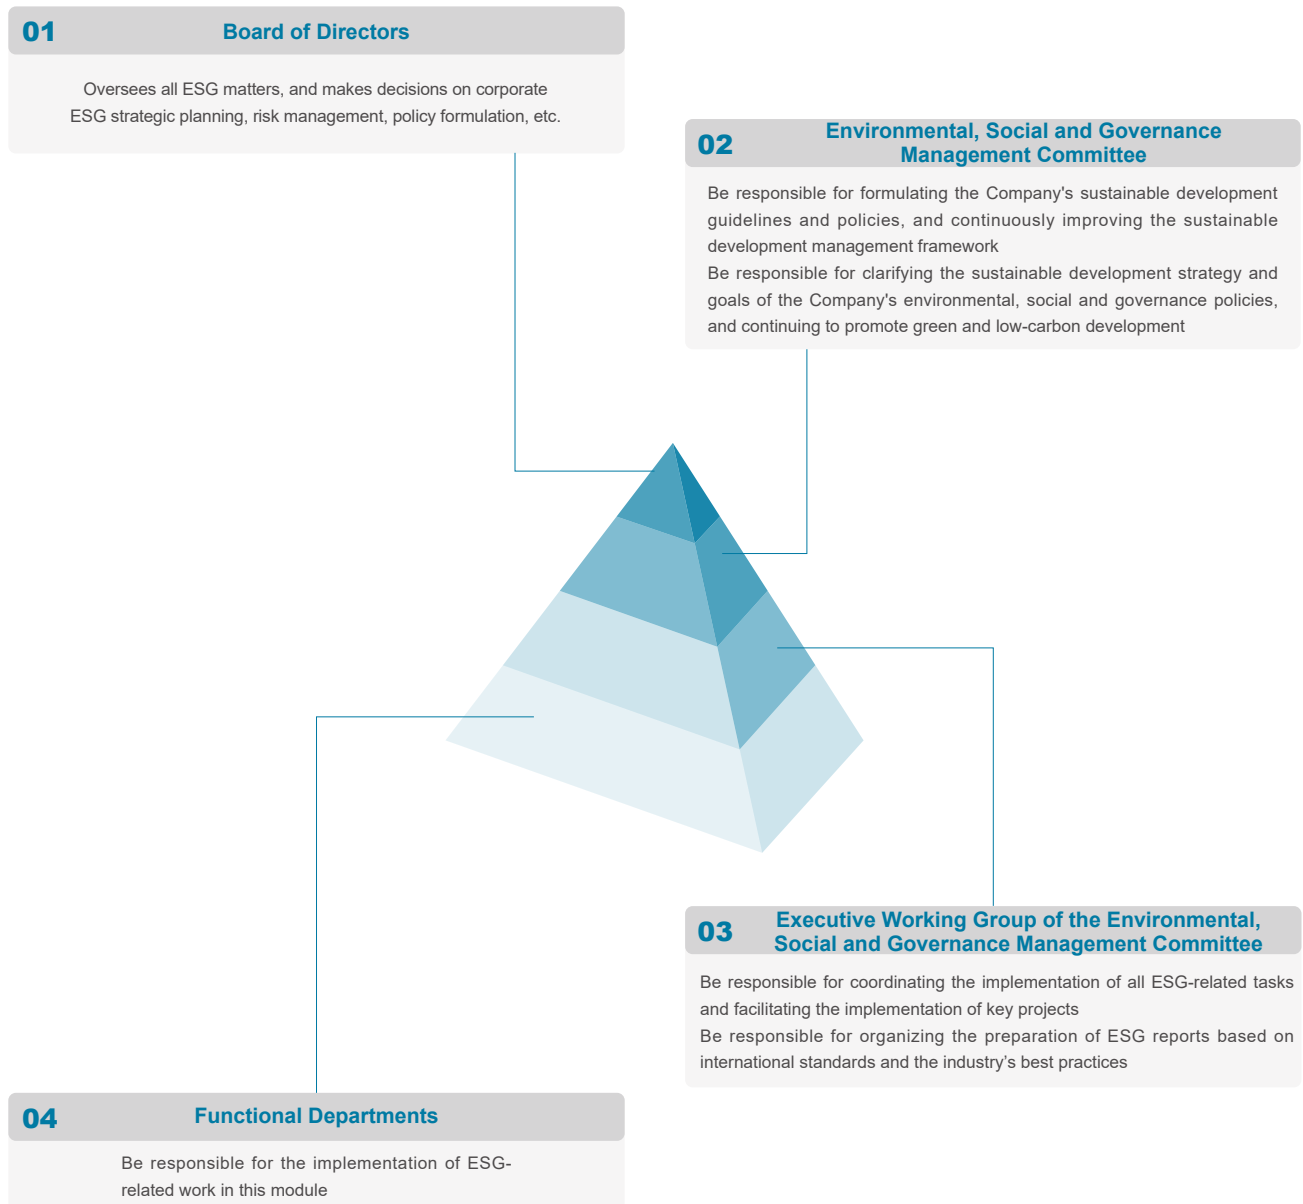 01
Board of Directors
Oversees all ESG matters, and makes decisions on corporate
ESG strategic planning, risk management, policy formulation, etc.
02
Environmental, Social and Governance
Management Committee
Be responsible for formulating the Company's sustainable development
guidelines and policies, and continuously improving the sustainable
development management framework
Be responsible for clarifying the sustainable development strategy and
goals of the Company's environmental, social and governance policies,
and continuing to promote green and low-carbon development
03
Executive Working Group of the Environmental,
Social and Governance Management Committee
Be responsible for coordinating the implementation of all ESG-related tasks
and facilitating the implementation of key projects
Be responsible for organizing the preparation of ESG reports based on
international standards and the industry’s best practices
04
Functional Departments
Be responsible for the implementation of ESG-
related work in this module